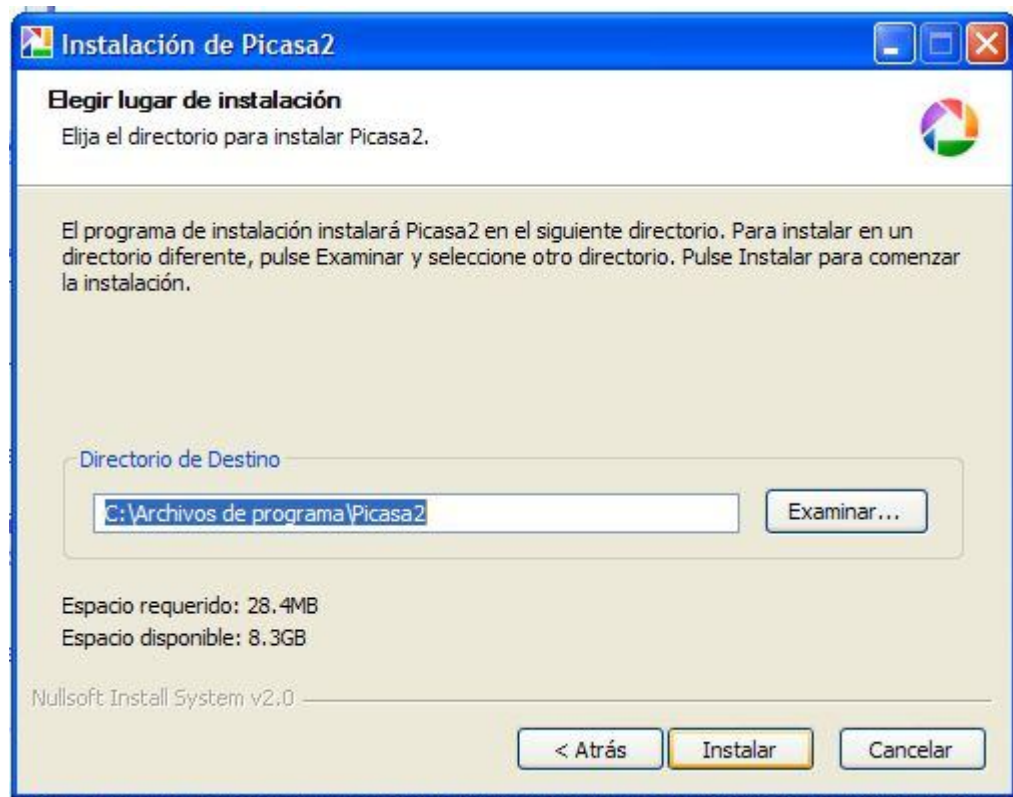 Instalación de Picasa2
Elegir lugar de instalación
Elija el directorio para instalar Picasa2.
El programa de instalación instalará Picasa2 en el siguiente directorio. Para instalar en un
directorio diferente, pulse Examinar y seleccione otro directorio. Pulse Instalar para comenzar
la instalación.
Directorio de Destino
C:\Archivos de programa\Picasa2
Examinar...
Espacio requerido: 28.4MB
Espacio disponible: 8.3GB
Nullsoft Install System v2.0
< Atrás
Instalar
Cancelar